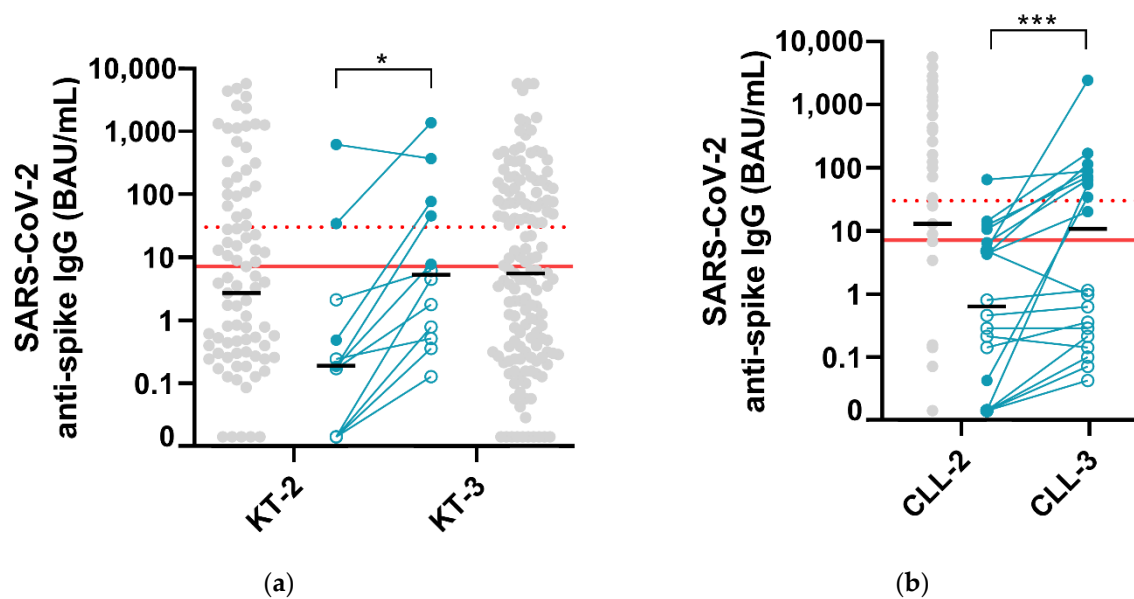 SARS-CoV-2
anti-spike IgG (BAU/mL)
10,000
1,000
100
10
1
0.1
0
*
KT-2
KT-3
(a)
SARS-CoV-2
anti-spike IgG (BAU/mL)
10,000
1,000
100
10
1
0.1
0
***
CLL-2
CLL-3
(b)